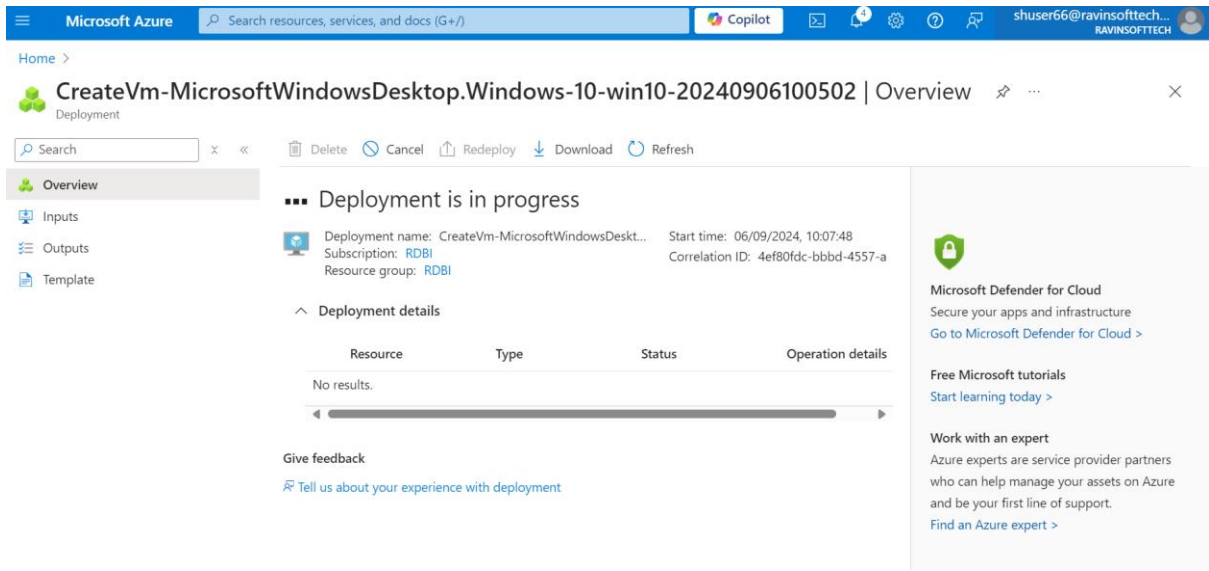 Microsoft Azure
Search resources, services, and docs (G+/)
Copilot
4
shuser66@ravinsofttech...
RAVINSOFTTECH
Home >
CreateVm-MicrosoftWindowsDesktop.Windows-10-win10-20240906100502 | Overview
Deployment
Search
Delete Cancel Redeploy Download Refresh
Overview
Inputs
Outputs
Template
Deployment is in progress
Deployment name: CreateVm-MicrosoftWindowsDeskt...
Subscription: RDBI
Resource group: RDBI
Start time: 06/09/2024, 10:07:48
Correlation ID: 4ef80fdc-bbbd-4557-a
Deployment details
Resource Type Status Operation details
No results.
Give feedback
Tell us about your experience with deployment
Microsoft Defender for Cloud
Secure your apps and infrastructure
Go to Microsoft Defender for Cloud >
Free Microsoft tutorials
Start learning today >
Work with an expert
Azure experts are service provider partners
who can help manage your assets on Azure
and be your first line of support.
Find an Azure expert >